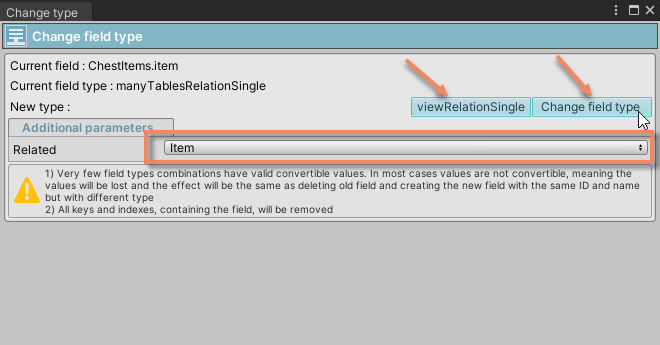 Change type
Change field type
Current field : ChestItems.item
Current field type : manyTablesRelationSingle
New type :
viewRelationSingle
Change field type
Additional parameters
Related
Item
1) Very few field types combinations have valid convertible values. In most cases values are not convertible, meaning the
values will be lost and the effect will be the same as deleting old field and creating the new field with the same ID and name
but with different type
2) All keys and indexes, containing the field, will be removed